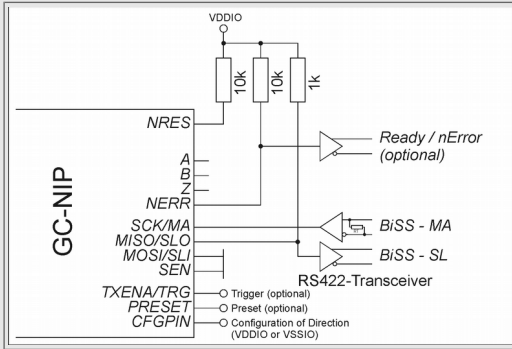 VDDIO
10k
10k
1k
NRES
GC-NIP
A
B
Z
NERR
Ready / nError
(optional)
SCK/MA
BiSS - MA
MISO/SLO
MOSI/SLI
BiSS - SL
SEN
RS422-Transceiver
TXENA/TRG
Trigger (optional)
PRESET
Preset (optional)
CFGPIN
Configuration of Direction
(VDDIO or VSSIO)